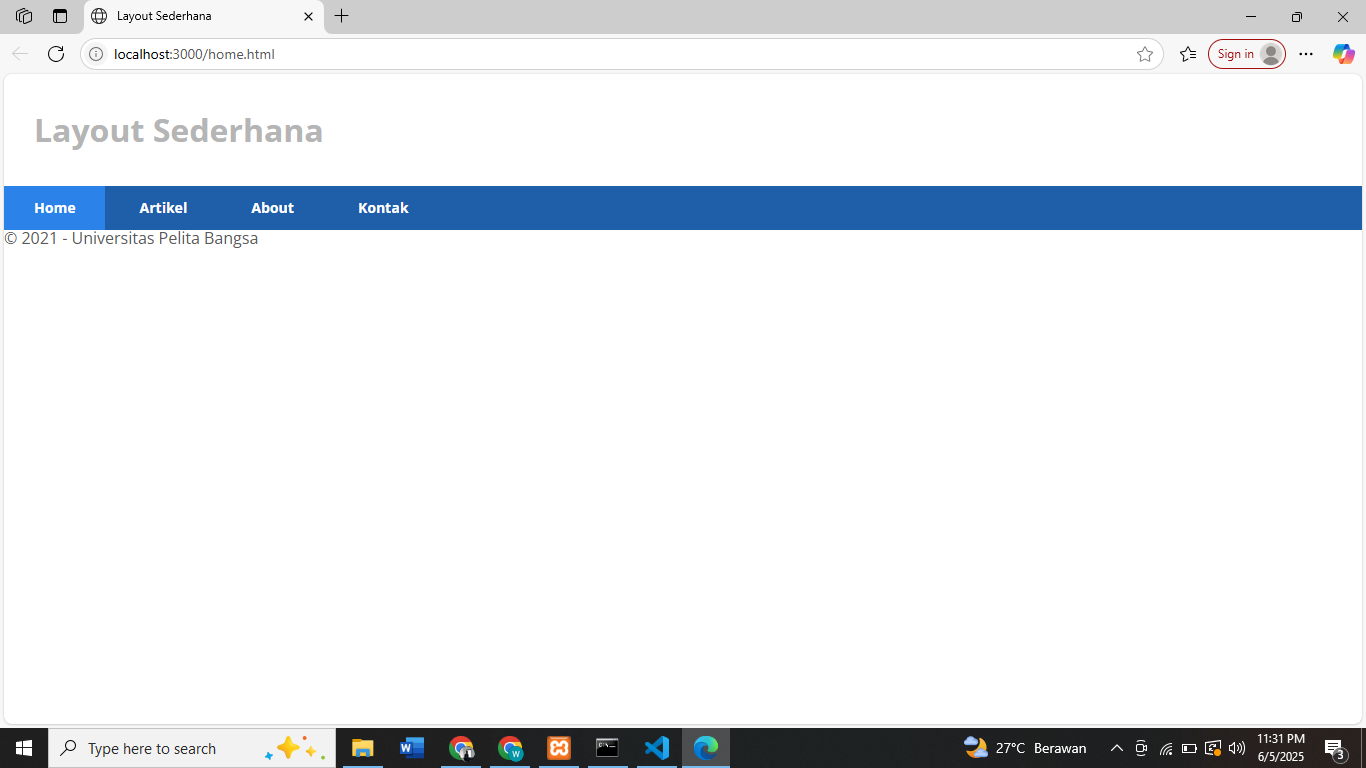 Layout Sederhana
localhost:3000/home.html
Sign in
Layout Sederhana
Home Artikel About Kontak
© 2021 - Universitas Pelita Bangsa
Type here to search
W
27°C Berawan
11:31 PM
6/5/2025
3